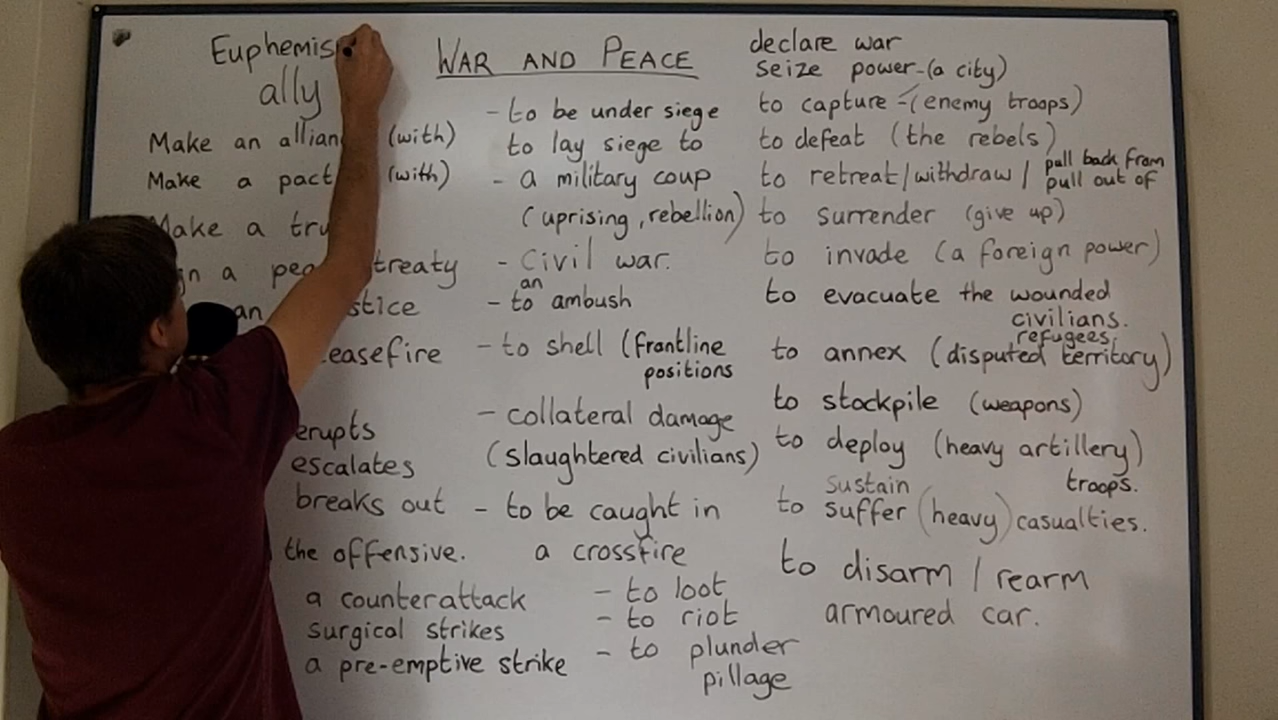 Euphemis
ally
Make an allian (with)
Make a pact (with)
Make a tru
a pea treaty
an stice
easefire
erupts
escalates
breaks out
the offensive.
a counterattack
surgical strikes
a pre-emptive strike
WAR AND PEACE
- to be under siege
to lay siege to
- a military coup
(uprising, rebellion)
- civil war.
an
- to ambush
- to shell (frontline
positions
- collateral damage
(slaughtered civilians)
- to be caught in
a crossfire
- to loot
- to riot
- to plunder
pillage
declare war
seize power-(a city)
to capture -(enemy troops)
to defeat (the rebels)
to retreat/withdraw / pull back from
pull out of
to surrender (give up)
to invade (a foreign power)
to evacuate the wounded
civilians.
refugees
to annex (disputed territory)
to stockpile (weapons)
to deploy (heavy artillery)
troops.
sustain
to suffer (heavy) casualties.
to disarm / rearm
armoured car.